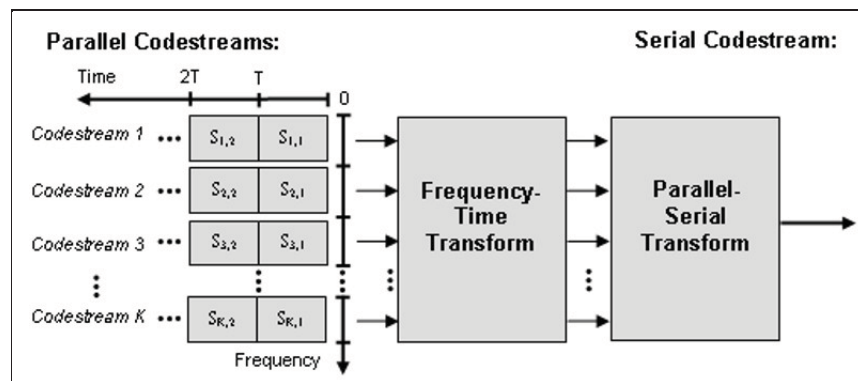 Parallel Codestreams:
Serial Codestream:
Time 2T T 0
Codestream 1 ••• S1,2 S1,1
Codestream 2 ••• S2,2 S2,1
Codestream 3 ••• S3,2 S3,1
Codestream K ••• SK,2 SK,1
Frequency
Frequency-
Time
Transform
Parallel-
Serial
Transform